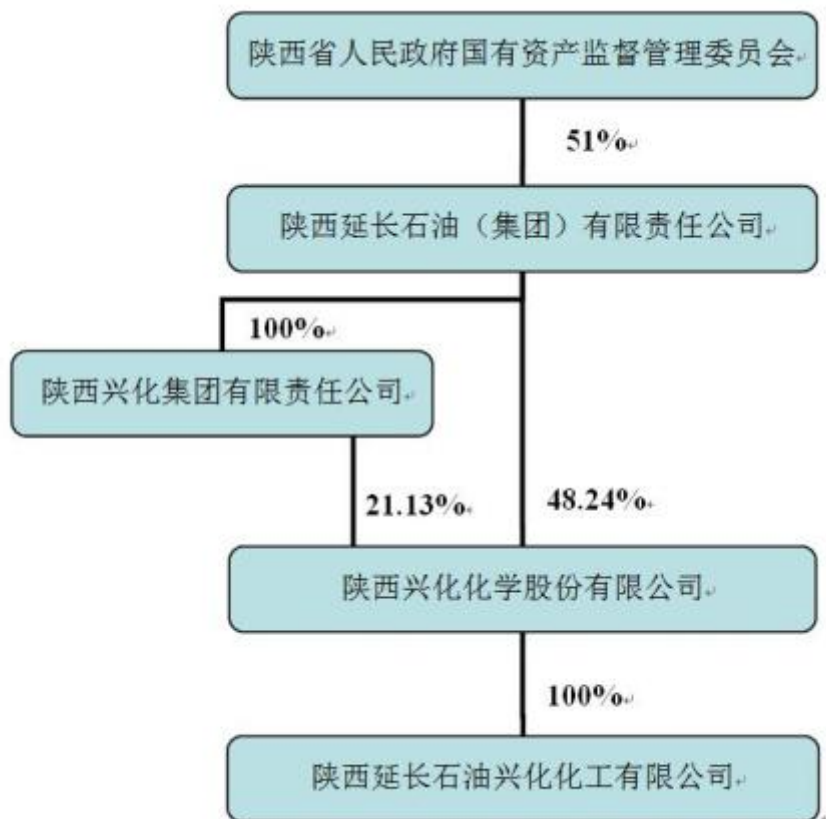 陕西省人民政府国有资产监督管理委员会
51%
陕西延长石油（集团）有限责任公司
100%
陕西兴化集团有限责任公司
21.13%
48.24%
陕西兴化化学股份有限公司
100%
陕西延长石油兴化化工有限公司